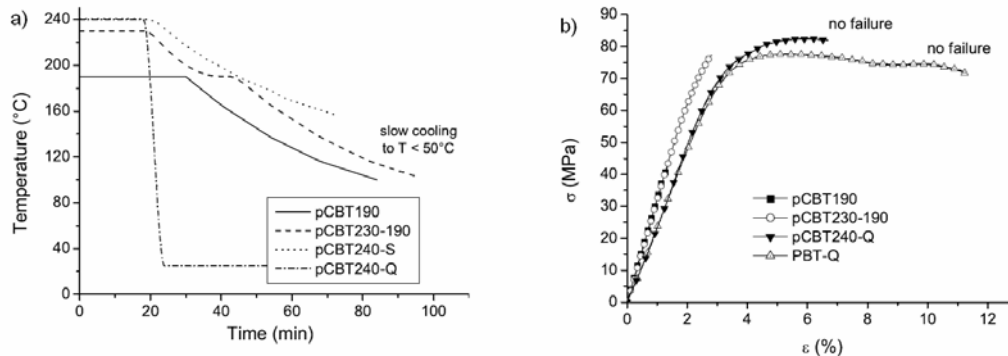 a)
Temperature (°C)
240
200
160
120
80
40
0
slow cooling
to T < 50°C
pCBT190
pCBT230-190
pCBT240-S
pCBT240-Q
0
20
40
60
80
100
Time (min)
b)
σ (MPa)
90
80
70
60
50
40
30
20
10
0
no failure
no failure
pCBT190
pCBT230-190
pCBT240-Q
PBT-Q
0
2
4
6
8
10
12
ε (%)